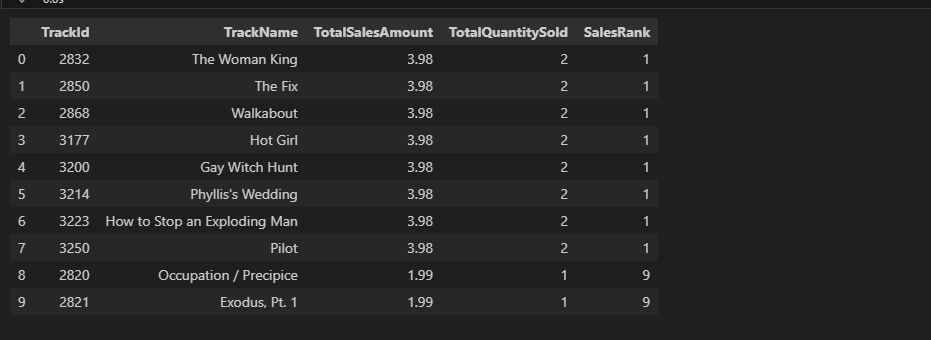 0.0s
TrackId TrackName TotalSalesAmount TotalQuantitySold SalesRank
0 2832 The Woman King 3.98 2 1
1 2850 The Fix 3.98 2 1
2 2868 Walkabout 3.98 2 1
3 3177 Hot Girl 3.98 2 1
4 3200 Gay Witch Hunt 3.98 2 1
5 3214 Phyllis's Wedding 3.98 2 1
6 3223 How to Stop an Exploding Man 3.98 2 1
7 3250 Pilot 3.98 2 1
8 2820 Occupation / Precipice 1.99 1 9
9 2821 Exodus, Pt. 1 1.99 1 9